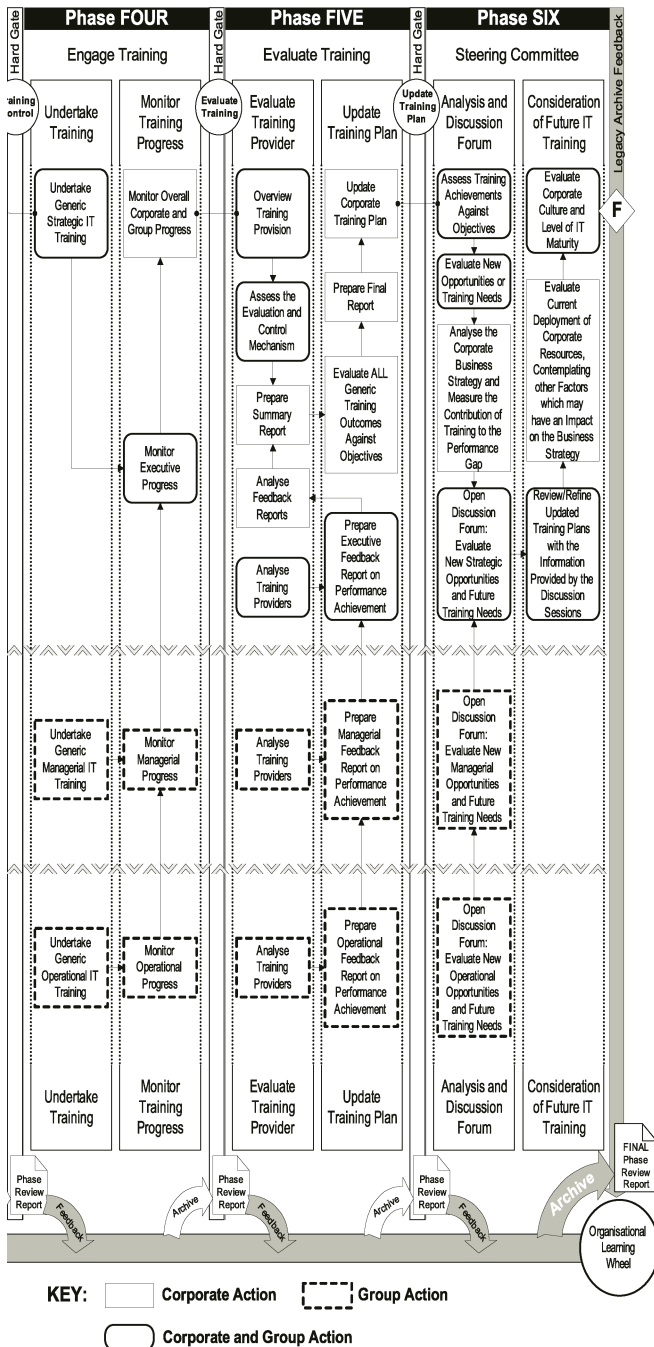 Phase FOUR
Phase FIVE
Phase SIX
Hard Gate
Hard Gate
Hard Gate
Engage Training
Evaluate Training
Steering Committee
Legacy Archive Feedback
raining
ontrol
Undertake
Training
Monitor
Training
Progress
Evaluate
Training
Evaluate
Training
Provider
Update
Training Plan
Update
Training
Plan
Analysis and
Discussion
Forum
Consideration
of Future IT
Training
Undertake
Generic
Strategic IT
Training
Monitor Overall
Corporate and
Group Progress
Overview
Training
Provision
Update
Corporate
Training Plan
Assess Training
Achievements
Against
Objectives
Evaluate
Corporate
Culture and
Level of IT
Maturity
F
Assess the
Evaluation and
Control
Mechanism
Prepare Final
Report
Evaluate New
Opportunities or
Training Needs
Evaluate
Current
Deployment of
Corporate
Resources,
Contemplating
other Factors
which may
have an Impact
on the Business
Strategy
Prepare
Summary
Report
Evaluate ALL
Generic
Training
Outcomes
Against
Objectives
Analyse the
Corporate
Business
Strategy and
Measure the
Contribution of
Training to the
Performance
Gap
Monitor
Executive
Progress
Analyse
Feedback
Reports
Analyse
Training
Providers
Prepare
Executive
Feedback
Report on
Performance
Achievement
Open
Discussion
Forum:
Evaluate
New Strategic
Opportunities
and Future
Training Needs
Review/Refine
Updated
Training Plans
with the
Information
Provided by the
Discussion
Sessions
Undertake
Generic
Managerial IT
Training
Monitor
Managerial
Progress
Analyse
Training
Providers
Prepare
Managerial
Feedback
Report on
Performance
Achievement
Open
Discussion
Forum:
Evaluate New
Managerial
Opportunities
and Future
Training Needs
Undertake
Generic
Operational IT
Training
Monitor
Operational
Progress
Analyse
Training
Providers
Prepare
Operational
Feedback
Report on
Performance
Achievement
Open
Discussion
Forum:
Evaluate New
Operational
Opportunities
and Future
Training Needs
Undertake
Training
Monitor
Training
Progress
Evaluate
Training
Provider
Update
Training Plan
Analysis and
Discussion
Forum
Consideration
of Future IT
Training
Phase
Review
Report
Feedback
Archive
Phase
Review
Report
Feedback
Archive
Phase
Review
Report
Feedback
Archive
FINAL
Phase
Review
Report
Organisational
Learning
Wheel
KEY:
Corporate Action
Group Action
Corporate and Group Action